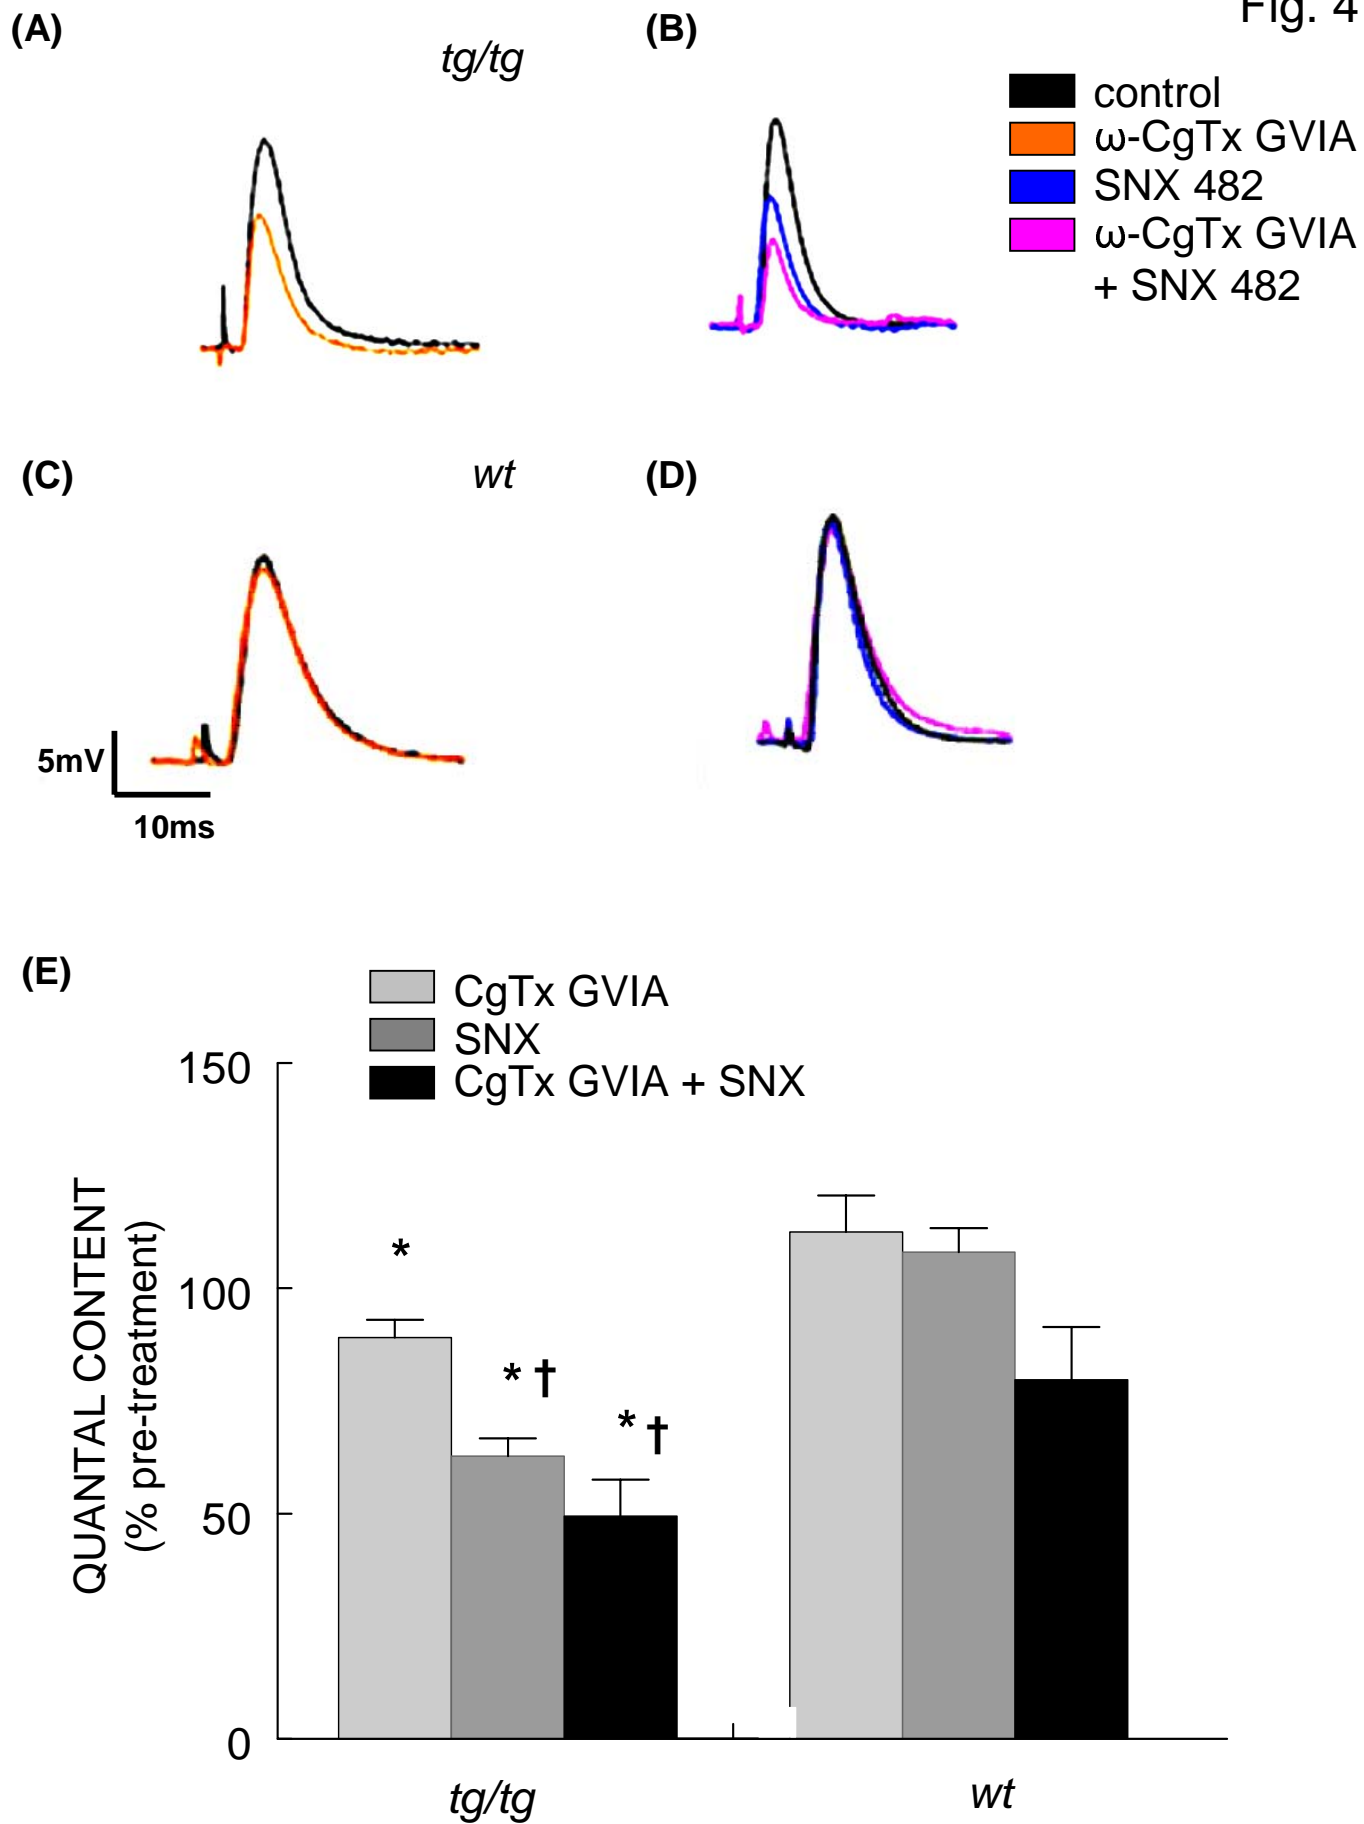 Fig. 4
(A)
tg/tg
(B)
control
ω-CgTx GVIA
SNX 482
ω-CgTx GVIA
+ SNX 482
(C)
wt
(D)
5mV
10ms
(E)
CgTx GVIA
SNX
CgTx GVIA + SNX
150
100
50
0
QUANTAL CONTENT
(% pre-treatment)
*
* †
* †
tg/tg
wt